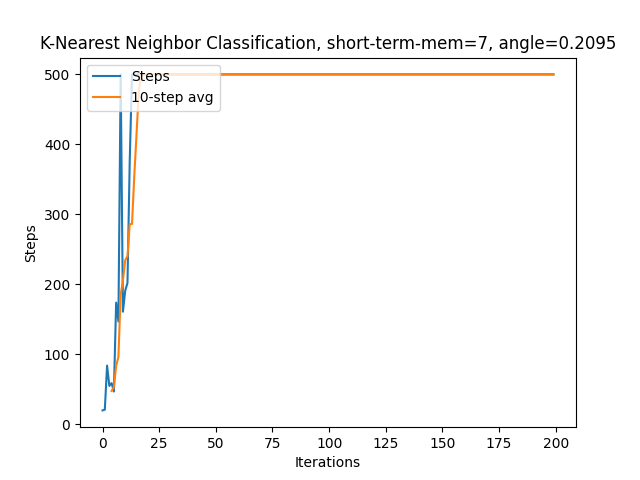 K-Nearest Neighbor Classification, short-term-mem=7, angle=0.2095
Steps
10-step avg
500
400
300
200
100
0
Steps
0 25 50 75 100 125 150 175 200
Iterations